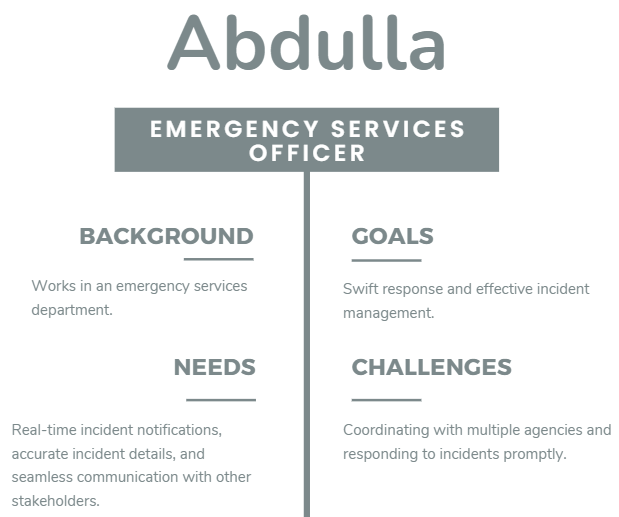 Abdulla
EMERGENCY SERVICES
OFFICER
BACKGROUND
Works in an emergency services
department.
GOALS
Swift response and effective incident
management.
NEEDS
Real-time incident notifications,
accurate incident details, and
seamless communication with other
stakeholders.
CHALLENGES
Coordinating with multiple agencies and
responding to incidents promptly.